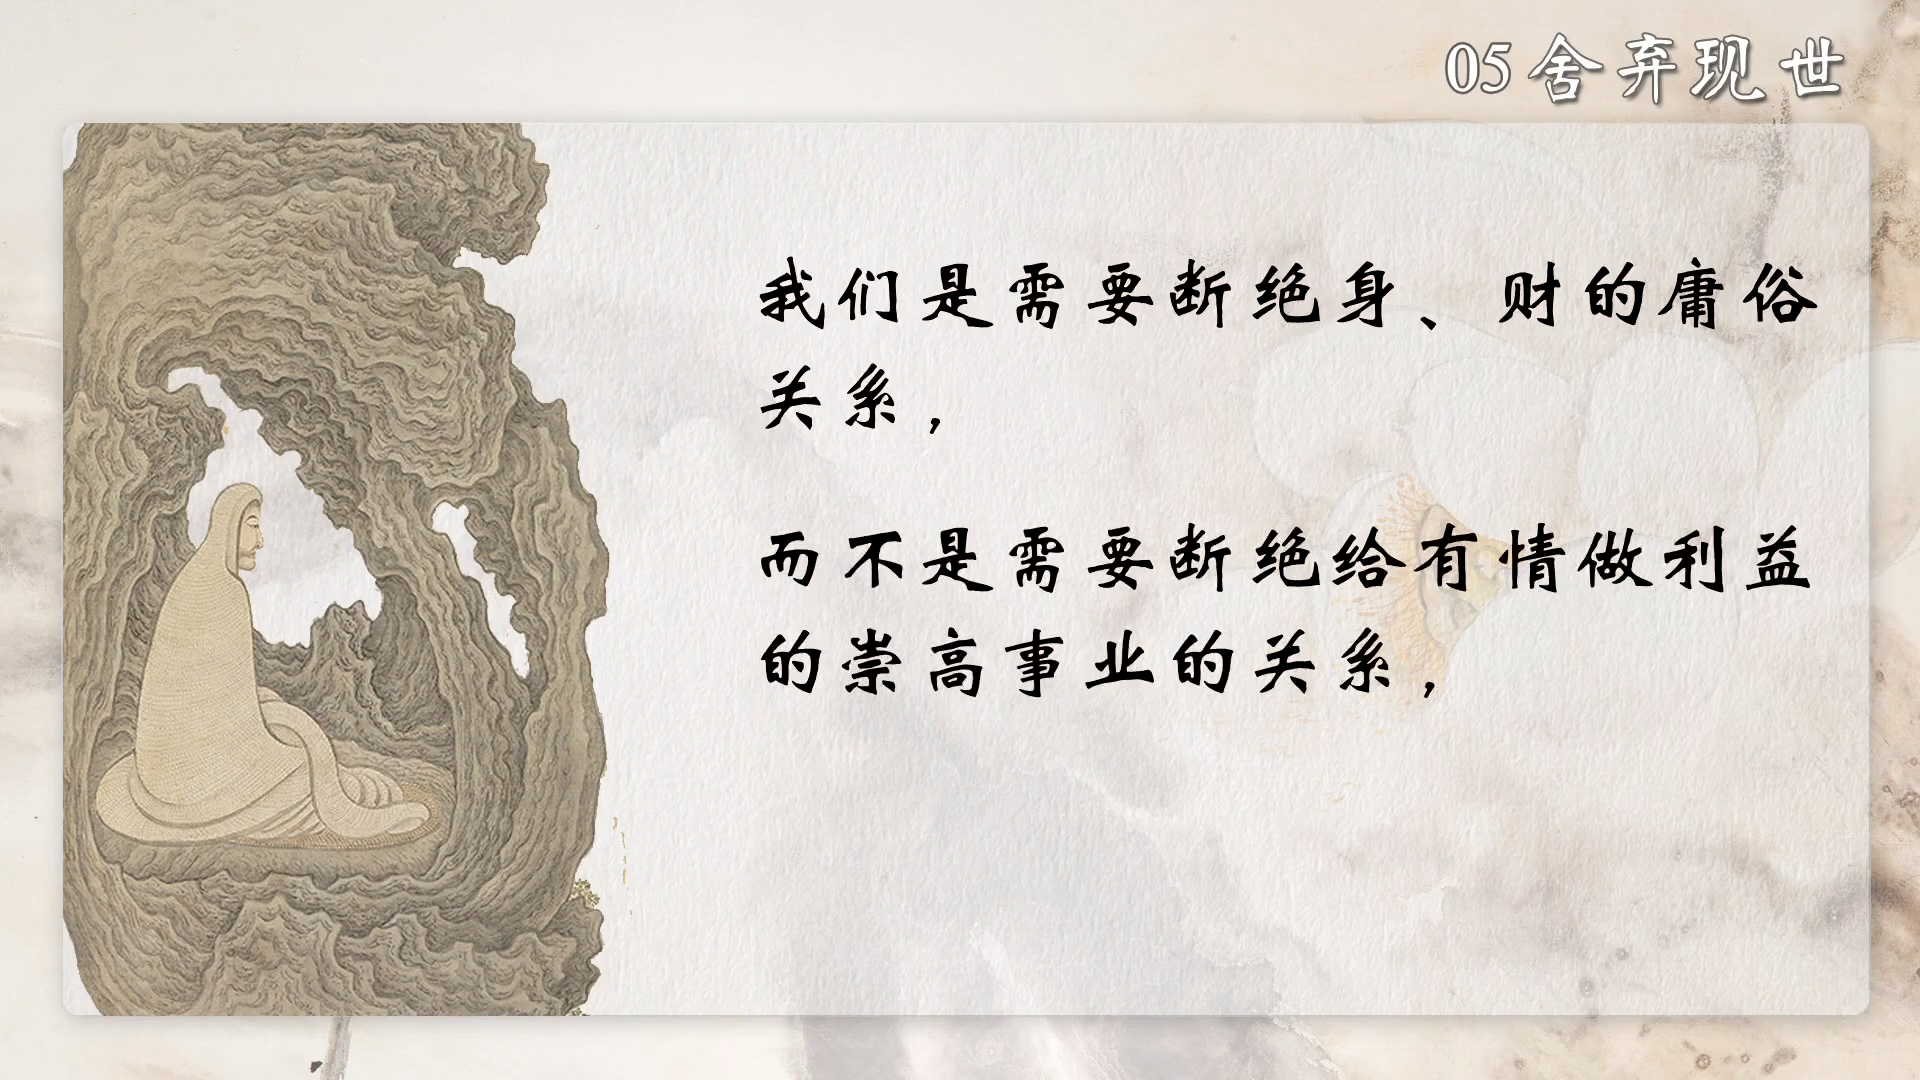 05舍弃现世
我们是需要断绝身、财的庸俗
关系，
而不是需要断绝给有情做利益
的崇高事业的关系，